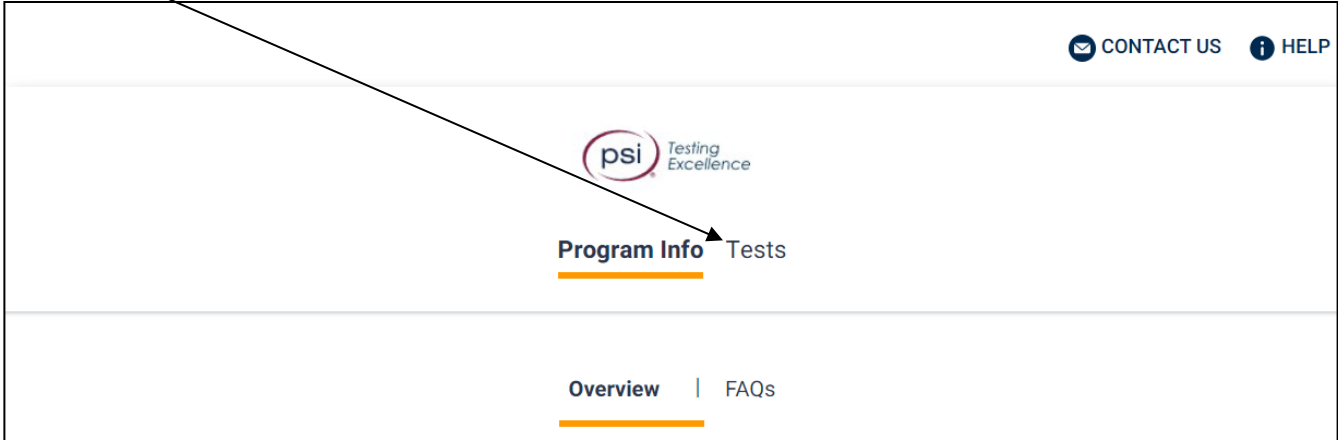 CONTACT US HELP
psi Testing
Excellence
Program Info Tests
Overview | FAQs